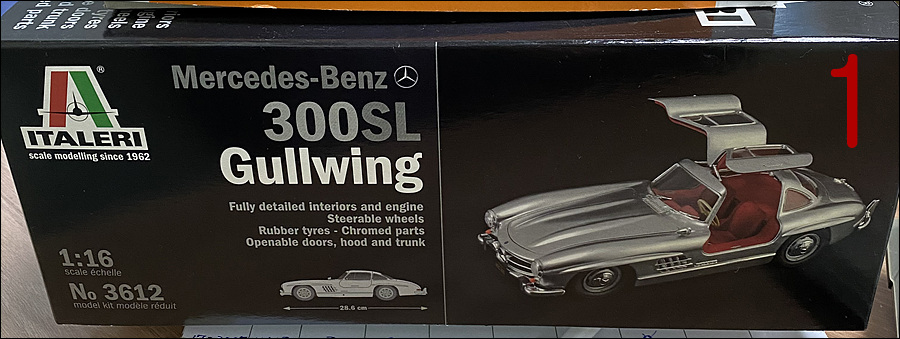 ITALERI
®
scale modelling since 1962
Mercedes-Benz
300SL
Gullwing
Fully detailed interiors and engine
Steerable wheels
Rubber tyres - Chromed parts
Openable doors, hood and trunk
1:16
scale échelle
No 3612
model kit modèle réduit
28.6 cm
1